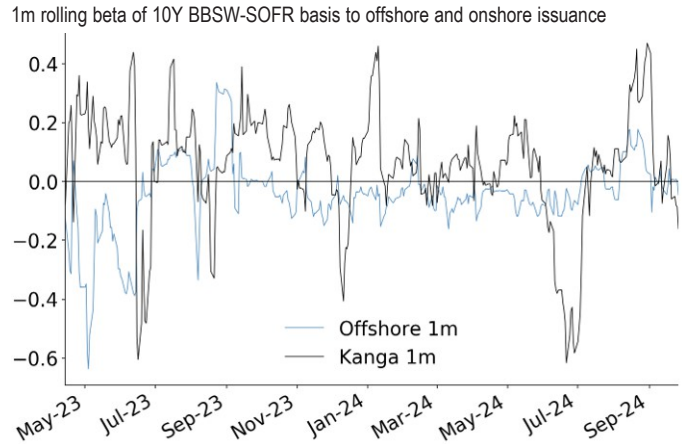 1m rolling beta of 10Y BBSW-SOFR basis to offshore and onshore issuance
0.4
0.2
0.0
−0.2
−0.4
−0.6
Offshore 1m
Kanga 1m
May-23
Jul-23
Sep-23
Nov-23
Jan-24
Mar-24
May-24
Jul-24
Sep-24